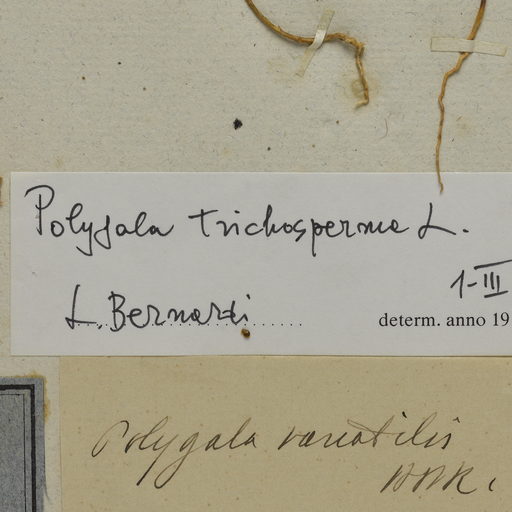 Polygala trichosperma L.
1-III
L. Bernardi
determ. anno 19
Polygala variabilis
HBK.